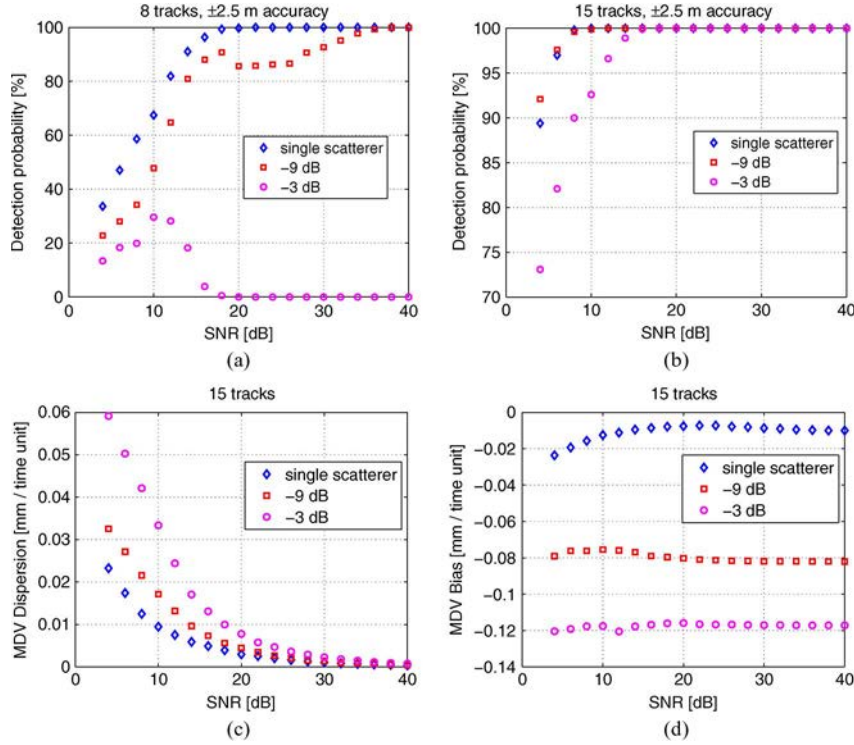 8 tracks, ±2.5 m accuracy
Detection probability [%]
100
80
60
40
20
0
single scatterer
−9 dB
−3 dB
0
10
20
30
40
SNR [dB]
(a)
15 tracks, ±2.5 m accuracy
Detection probability [%]
100
95
90
85
80
75
70
single scatterer
−9 dB
−3 dB
0
10
20
30
40
SNR [dB]
(b)
15 tracks
MDV Dispersion [mm / time unit]
0.06
0.05
0.04
0.03
0.02
0.01
0
single scatterer
−9 dB
−3 dB
0
10
20
30
40
SNR [dB]
(c)
15 tracks
MDV Bias [mm / time unit]
0
−0.02
−0.04
−0.06
−0.08
−0.1
−0.12
−0.14
single scatterer
−9 dB
−3 dB
0
10
20
30
40
SNR [dB]
(d)